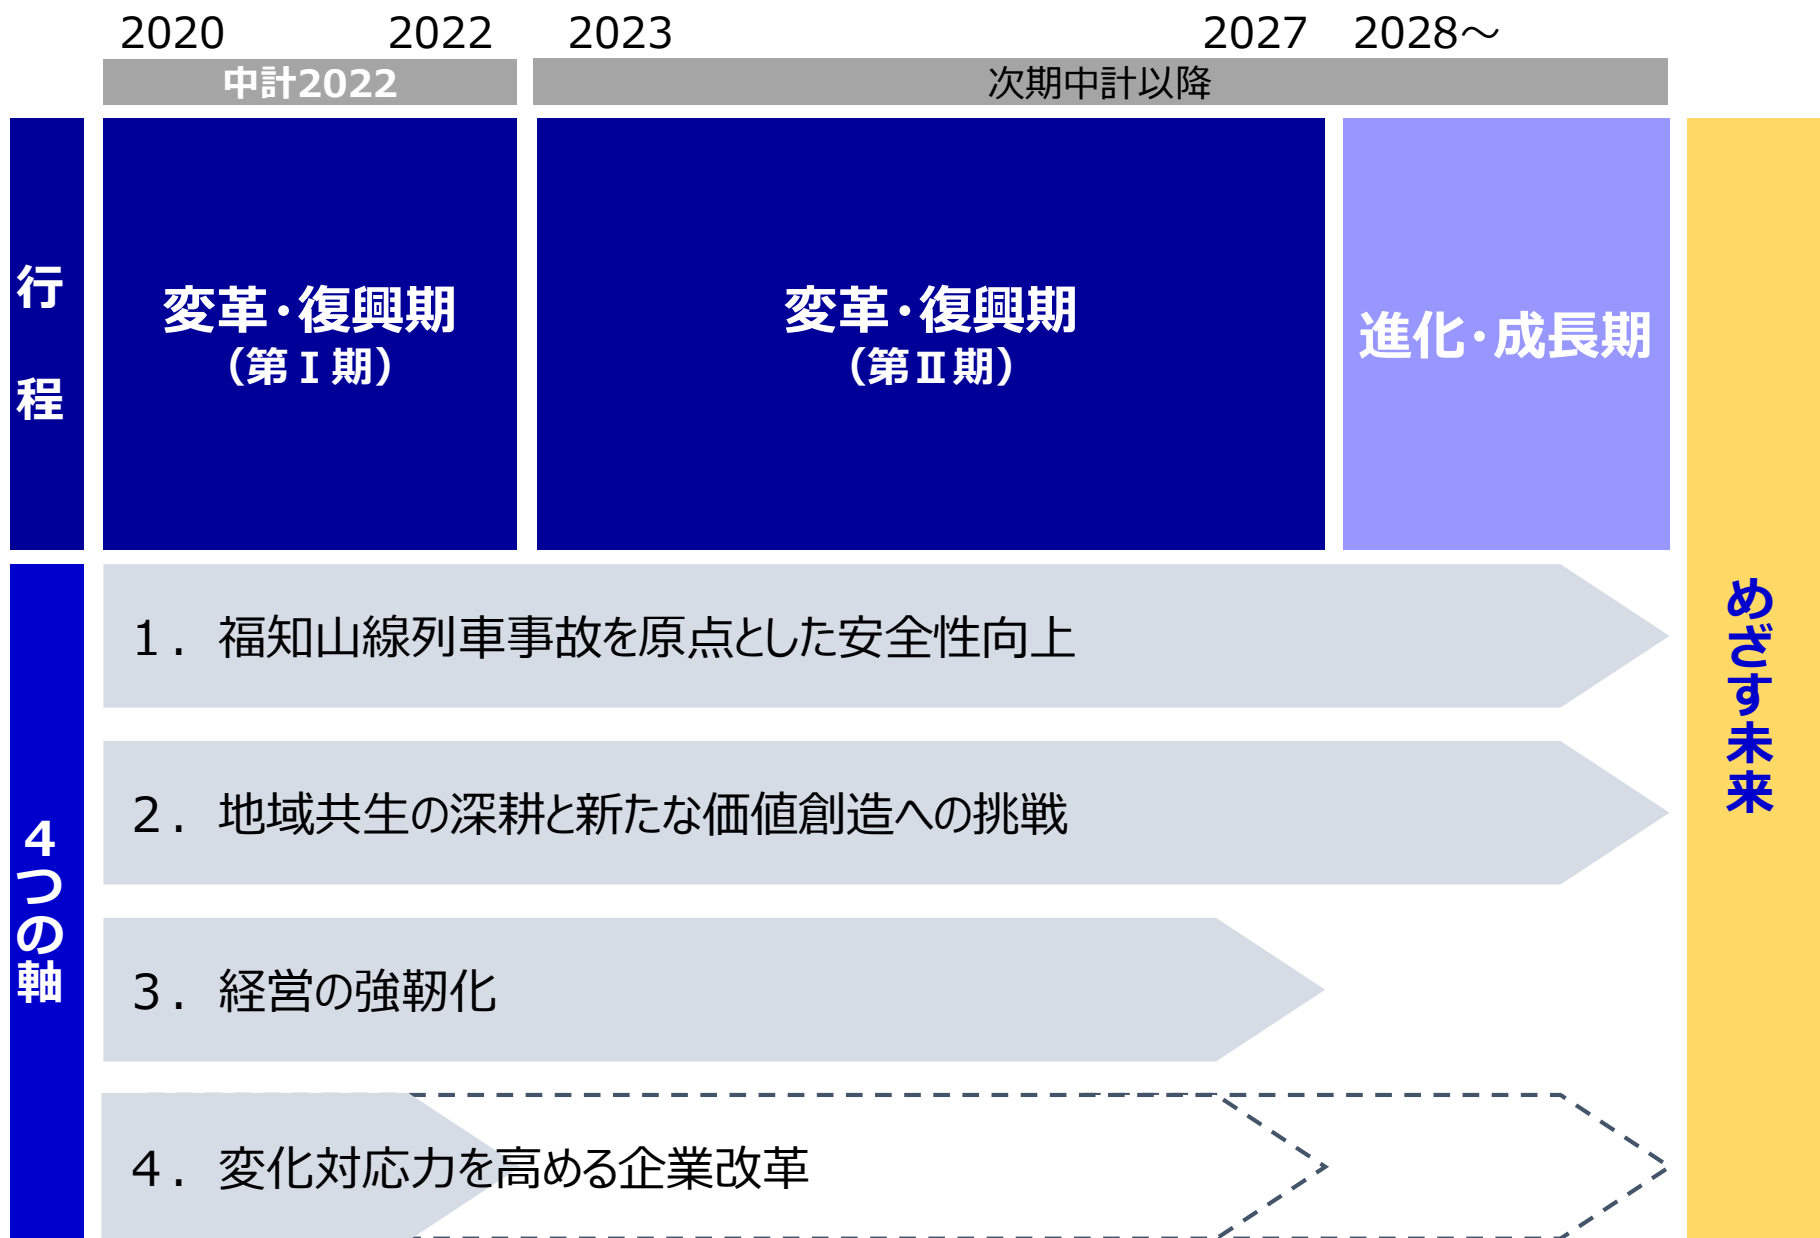 2020 2022 2023 2027 2028～
中計2022 次期中計以降
行程
変革・復興期
（第Ⅰ期）
変革・復興期
（第Ⅱ期）
進化・成長期
４つの軸
１．福知山線列車事故を原点とした安全性向上
２．地域共生の深耕と新たな価値創造への挑戦
３．経営の強靭化
４．変化対応力を高める企業改革
めざす未来